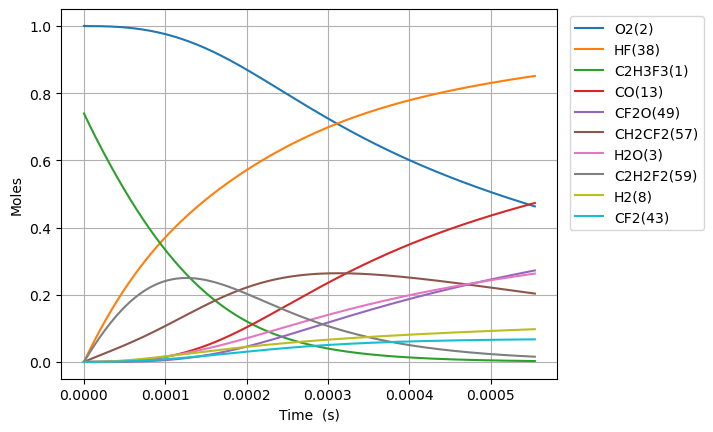 1.0
0.8
0.6
0.4
0.2
0.0
Moles
0.0000 0.0001 0.0002 0.0003 0.0004 0.0005
Time (s)
O2(2)
HF(38)
C2H3F3(1)
CO(13)
CF2O(49)
CH2CF2(57)
H2O(3)
C2H2F2(59)
H2(8)
CF2(43)